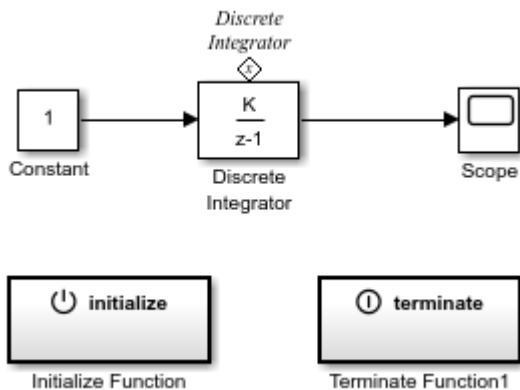 Discrete
Integrator
x
1
K
z-1
Constant
Discrete
Integrator
Scope
initialize
terminate
Initialize Function
Terminate Function1